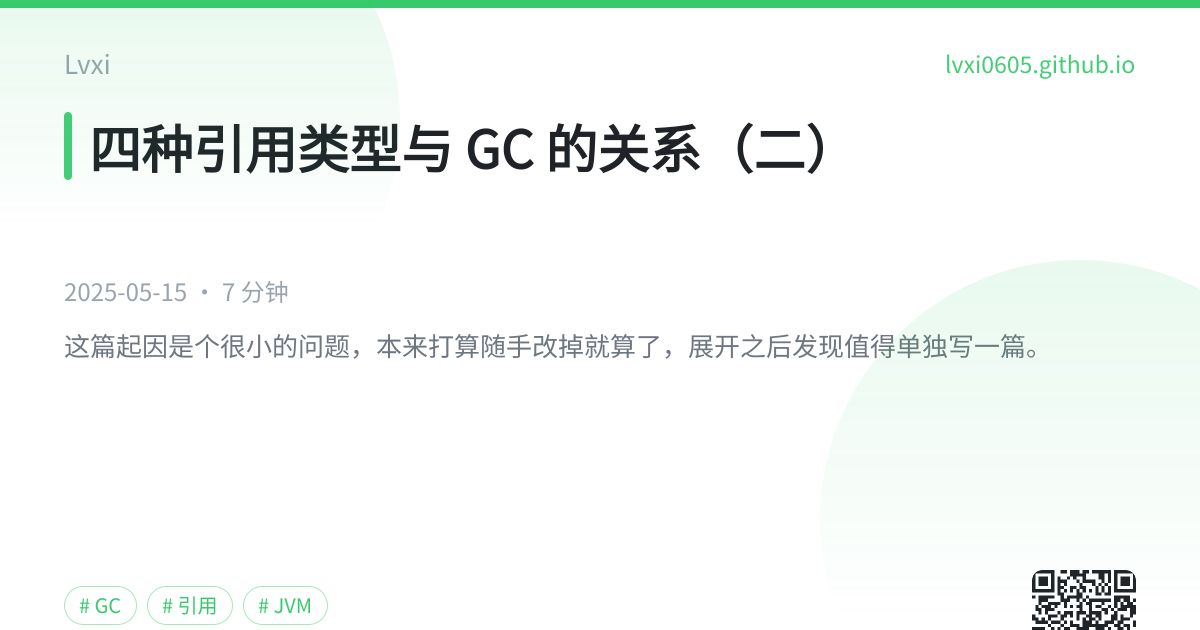 Lvxi
lvxi0605.github.io
四种引用类型与 GC 的关系（二）
2025-05-15 · 7 分钟
这篇起因是个很小的问题，本来打算随手改掉就算了，展开之后发现值得单独写一篇。
# GC
# 引用
# JVM